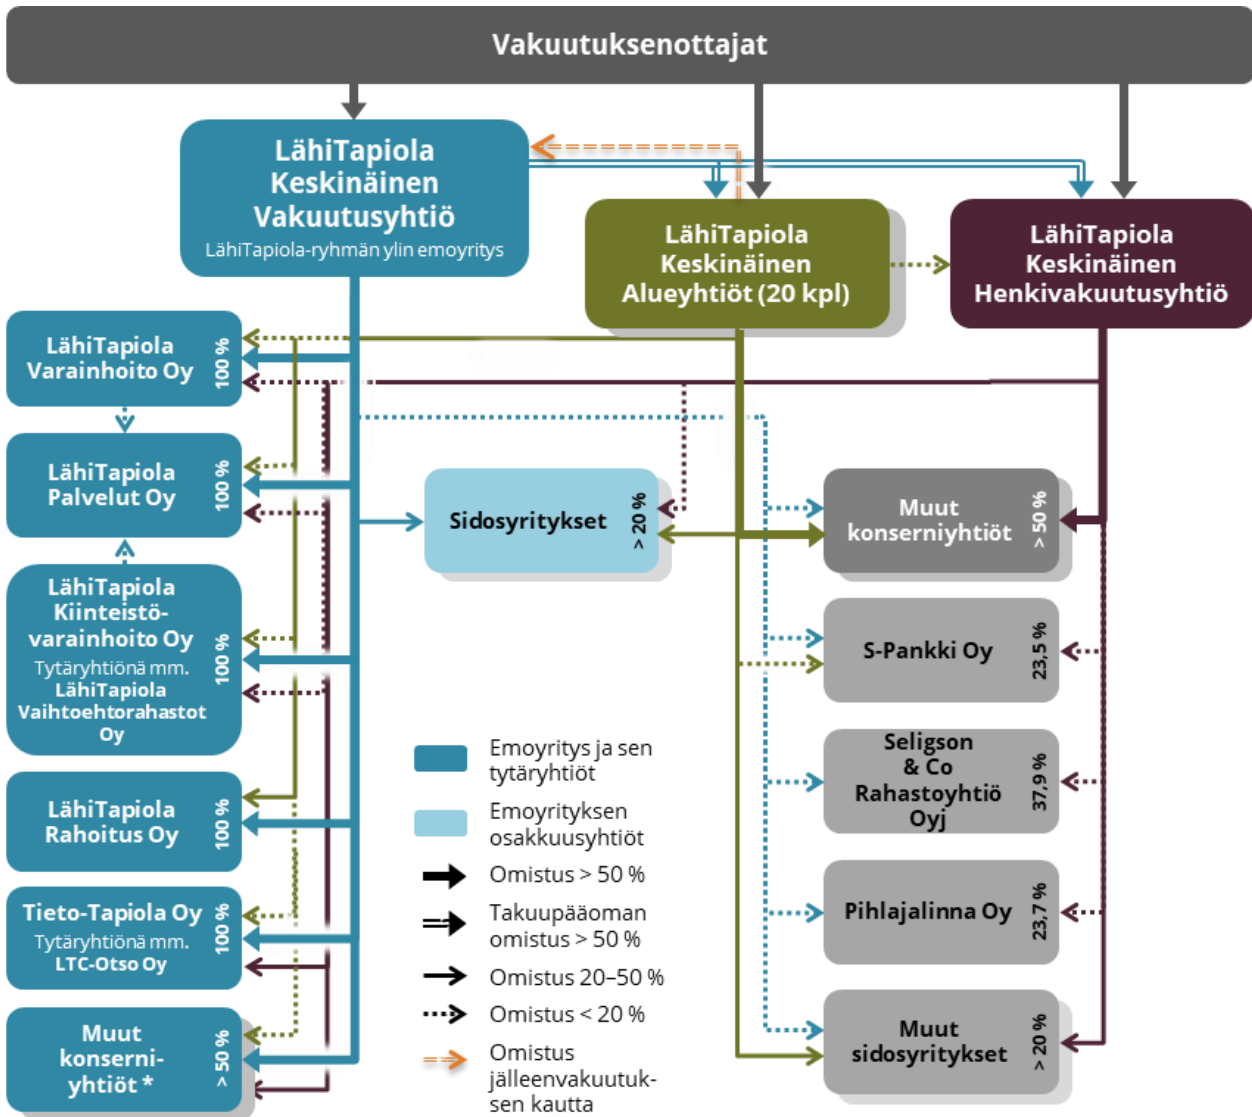 Vakuutuksenottajat
LähiTapiola
Keskinäinen
Vakuutusyhtiö
LähiTapiola-ryhmän ylin emoyritys
LähiTapiola
Keskinäinen
Alueyhtiöt (20 kpl)
LähiTapiola
Keskinäinen
Henkivakuutusyhtiö
LähiTapiola
Varainhoito Oy
100 %
LähiTapiola
Palvelut Oy
100 %
LähiTapiola
Kiinteistö-
varainhoito Oy
Tytäryhtiönä mm.
LähiTapiola
Vaihtoehtorahastot
Oy
100 %
LähiTapiola
Rahoitus Oy
100 %
Tieto-Tapiola Oy
Tytäryhtiönä mm.
LTC-Otso Oy
100 %
Muut
konserni-
yhtiöt *
> 50 %
Sidosyritykset
> 20 %
Muut
konserniyhtiöt
> 50 %
S-Pankki Oy
23,5 %
Seligson
& Co
Rahastoyhtiö
Oyj
37,9 %
Pihlajalinna Oy
23,7 %
Muut
sidosyritykset
> 20 %
Emoyritys ja sen
tytäryhtiöt
Emoyrityksen
osakkuusyhtiöt
Omistus > 50 %
Takuupääoman
omistus > 50 %
Omistus 20–50 %
Omistus < 20 %
Omistus
jälleenvakuutuk-
sen kautta